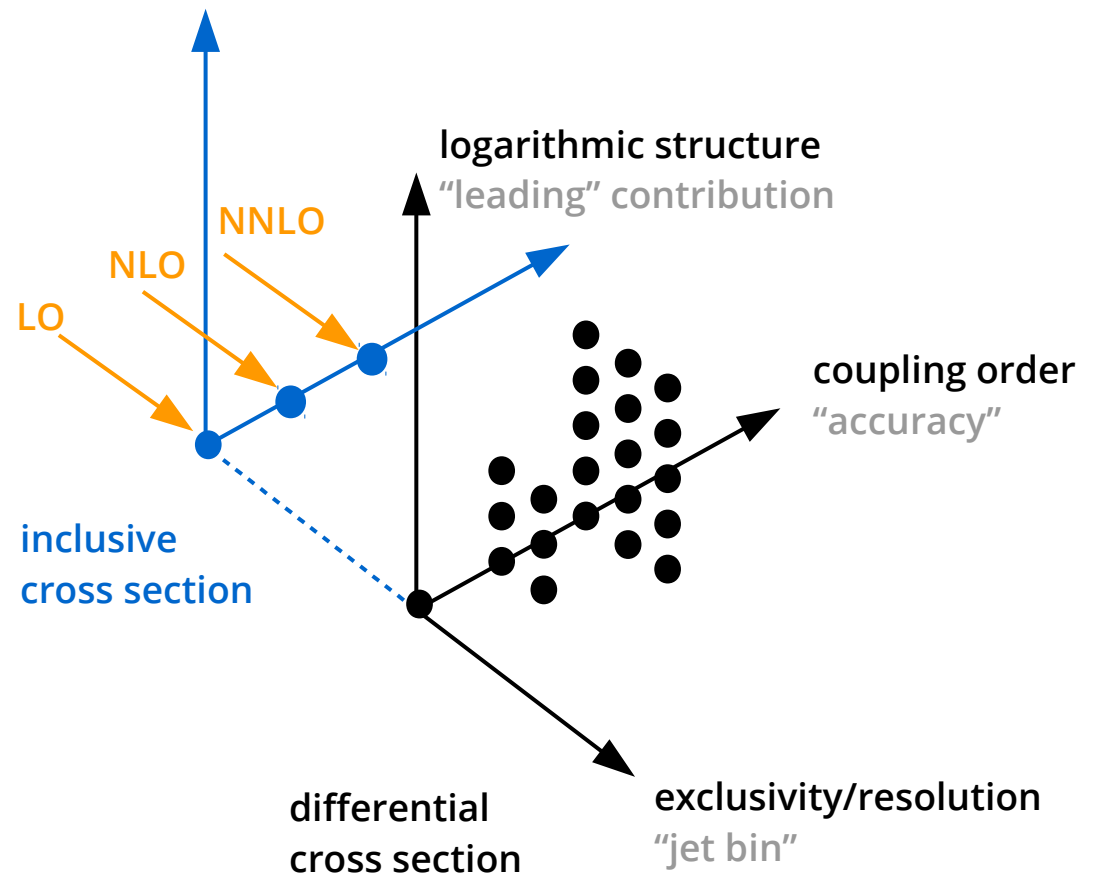 logarithmic structure
“leading” contribution
NNLO
NLO
LO
coupling order
“accuracy”
inclusive
cross section
differential
cross section
exclusivity/resolution
“jet bin”